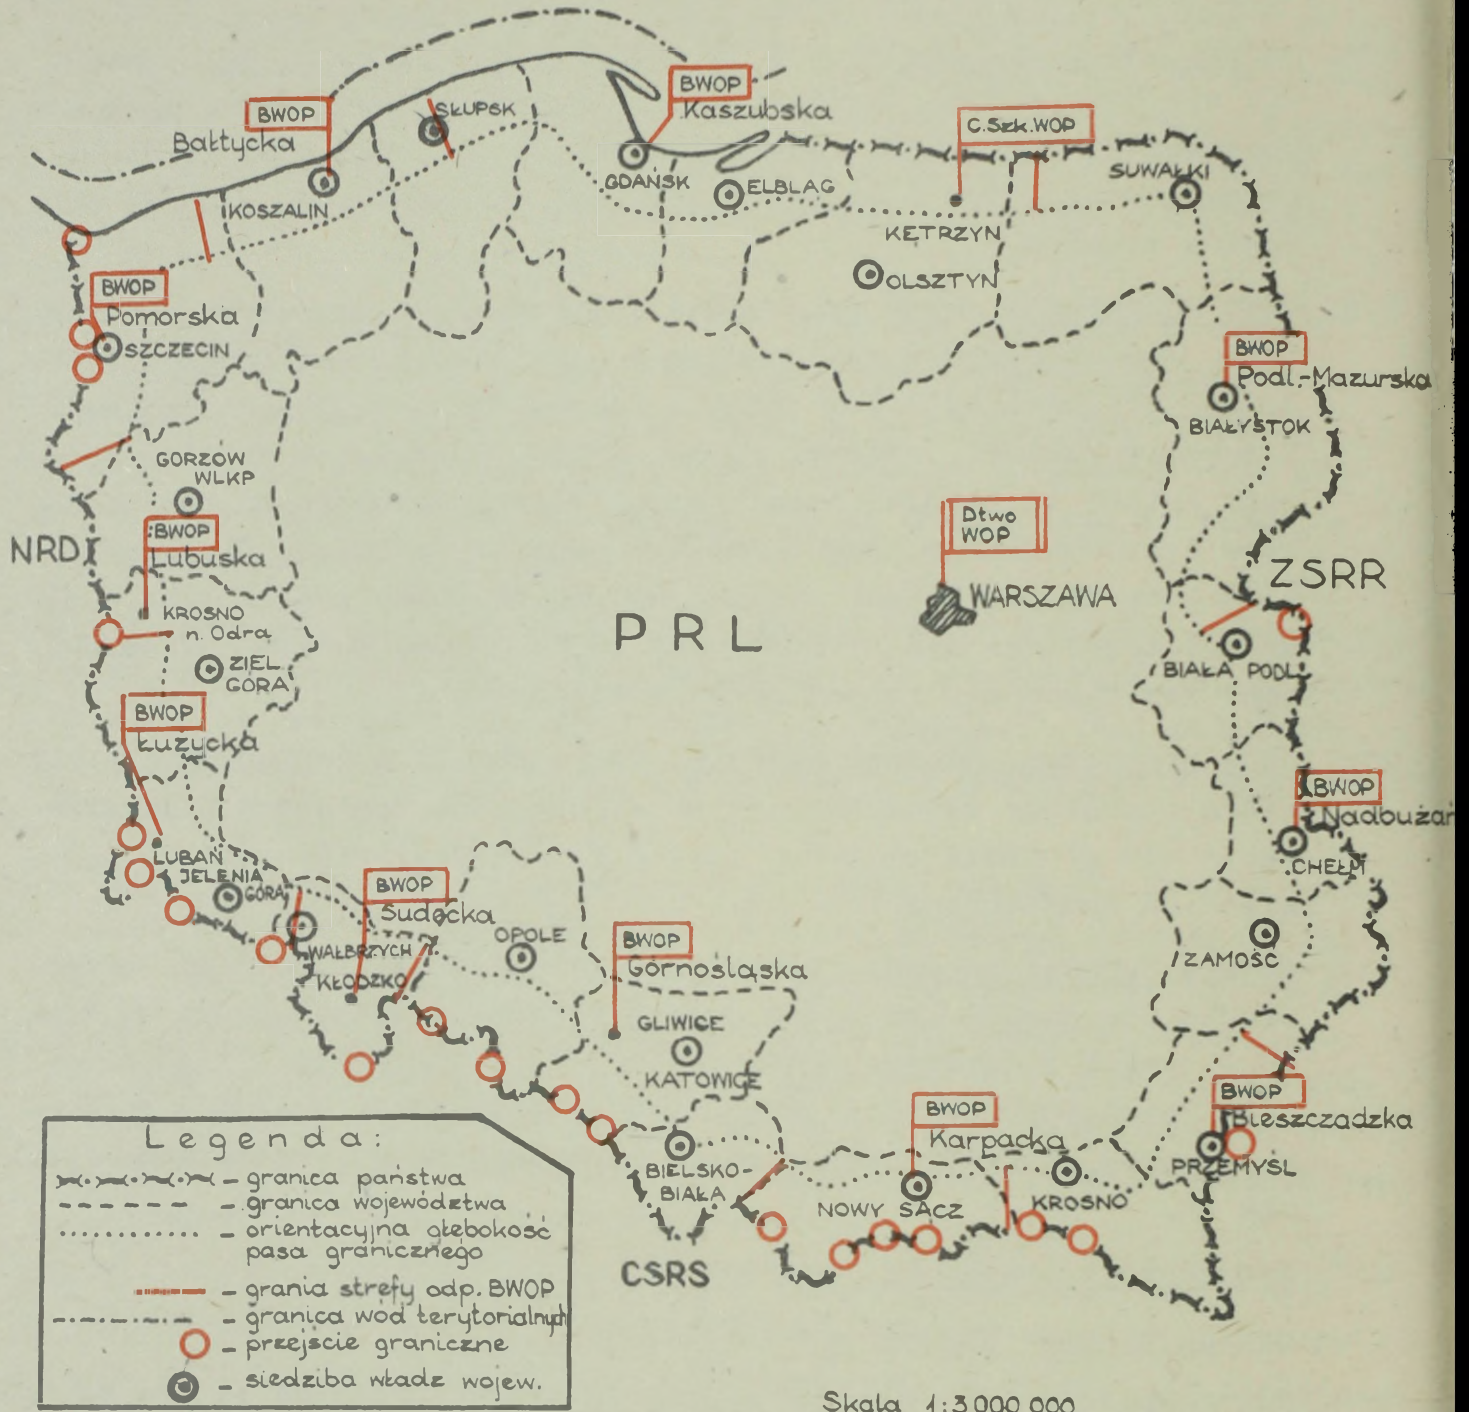 BWOP
Kaszubska
BWOP
Bałtycka
SŁUPSK
C.Szk.WOP
KOSZALIN
GDAŃSK
ELBLĄG
SUWAŁKI
KĘTRZYN
OLSZTYN
BWOP
Pomorska
SZCZECIN
BWOP
Podl.-Mazurska
BIAŁYSTOK
GORZÓW
WLKP
BWOP
Lubuska
NRD
Dtwo
WOP
WARSZAWA
ZSRR
KROSNO
n. Odrą
PRL
ZIEL
GÓRA
BIAŁA PODL.
BWOP
Łużycka
BWOP
LUBAŃ
JELENIA
GÓRA
CHEŁM
BWOP
Sudecka
WAŁBRZYCH
KŁODZKO
OPOLE
BWOP
Górnośląska
GLIWICE
KATOWICE
ZAMOŚĆ
BWOP
Bieszczadzka
PRZEMYŚL
BWOP
Karpacka
BIELSKO-
BIAŁA
NOWY SĄCZ
KROSNO
CSRS
Legenda:
- granica państwa
- granica województwa
- orientacyjna głębokość
pasa granicznego
- grania strefy odp. BWOP
- granica wód terytorialnych
- przejście graniczne
- siedziba władz wojew.
Skala 1:3 000 000